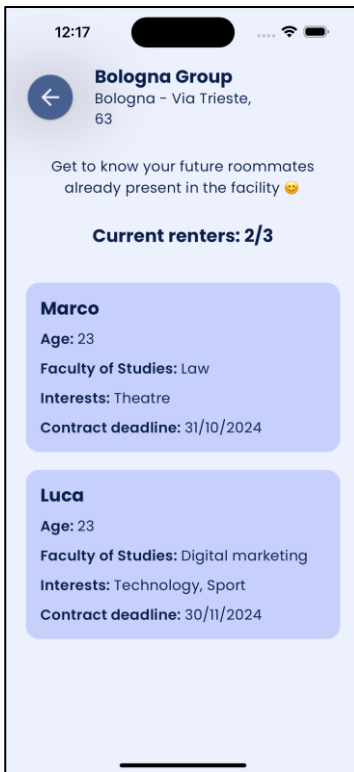 12:17
Bologna Group
Bologna - Via Trieste,
63
Get to know your future roommates
already present in the facility 😊
Current renters: 2/3
Marco
Age: 23
Faculty of Studies: Law
Interests: Theatre
Contract deadline: 31/10/2024
Luca
Age: 23
Faculty of Studies: Digital marketing
Interests: Technology, Sport
Contract deadline: 30/11/2024